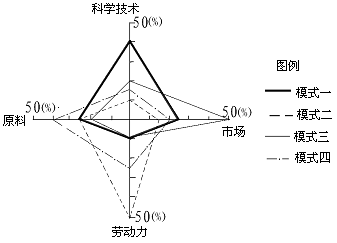 科学技术
50(%)
图例
模式一
50(%)
50(%)
原料
市场
模式二
模式三
模式四
50(%)
劳动力